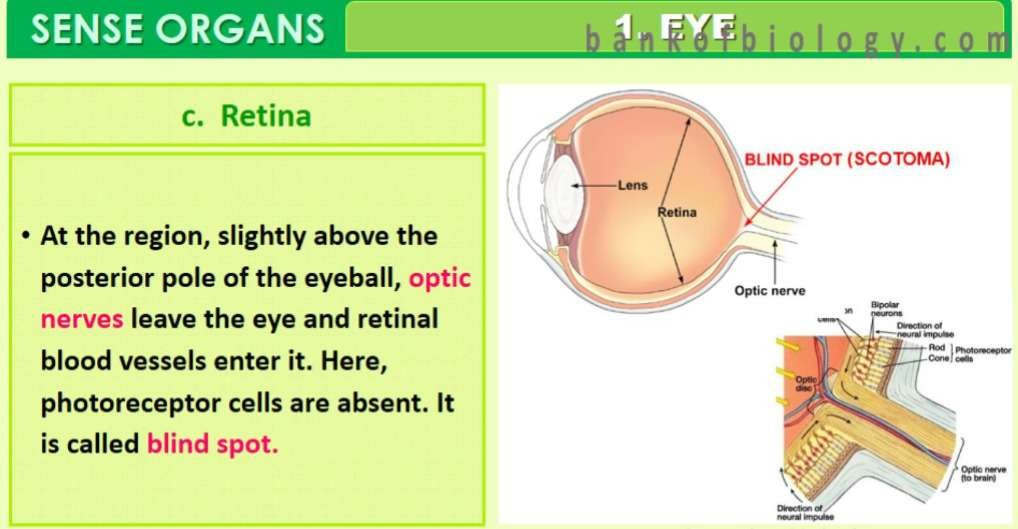 SENSE ORGANS
1. EYE
bankofbiology.com
c. Retina
• At the region, slightly above the
posterior pole of the eyeball, optic
nerves leave the eye and retinal
blood vessels enter it. Here,
photoreceptor cells are absent. It
is called blind spot.
BLIND SPOT (SCOTOMA)
Lens
Retina
Optic nerve
Bipolar
neurons
Direction of
neural impulse
Rod
Cone
Photoreceptor
cells
Optic
disc
Optic nerve
(to brain)
Direction of
neural impulse